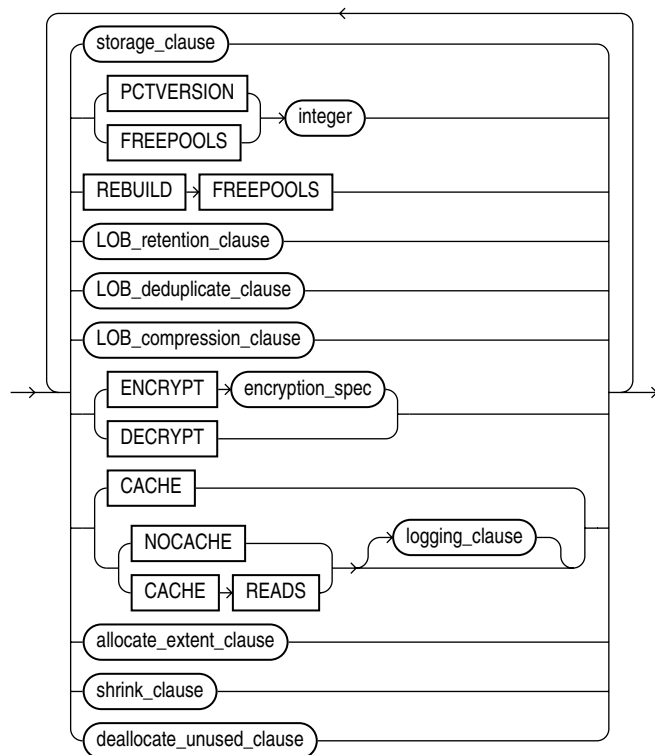 storage_clause
PCTVERSION
FREEPOOLS
integer
REBUILD FREEPOOLS
LOB_retention_clause
LOB_deduplicate_clause
LOB_compression_clause
ENCRYPT encryption_spec
DECRYPT
CACHE
NOCACHE
CACHE READS
logging_clause
allocate_extent_clause
shrink_clause
deallocate_unused_clause